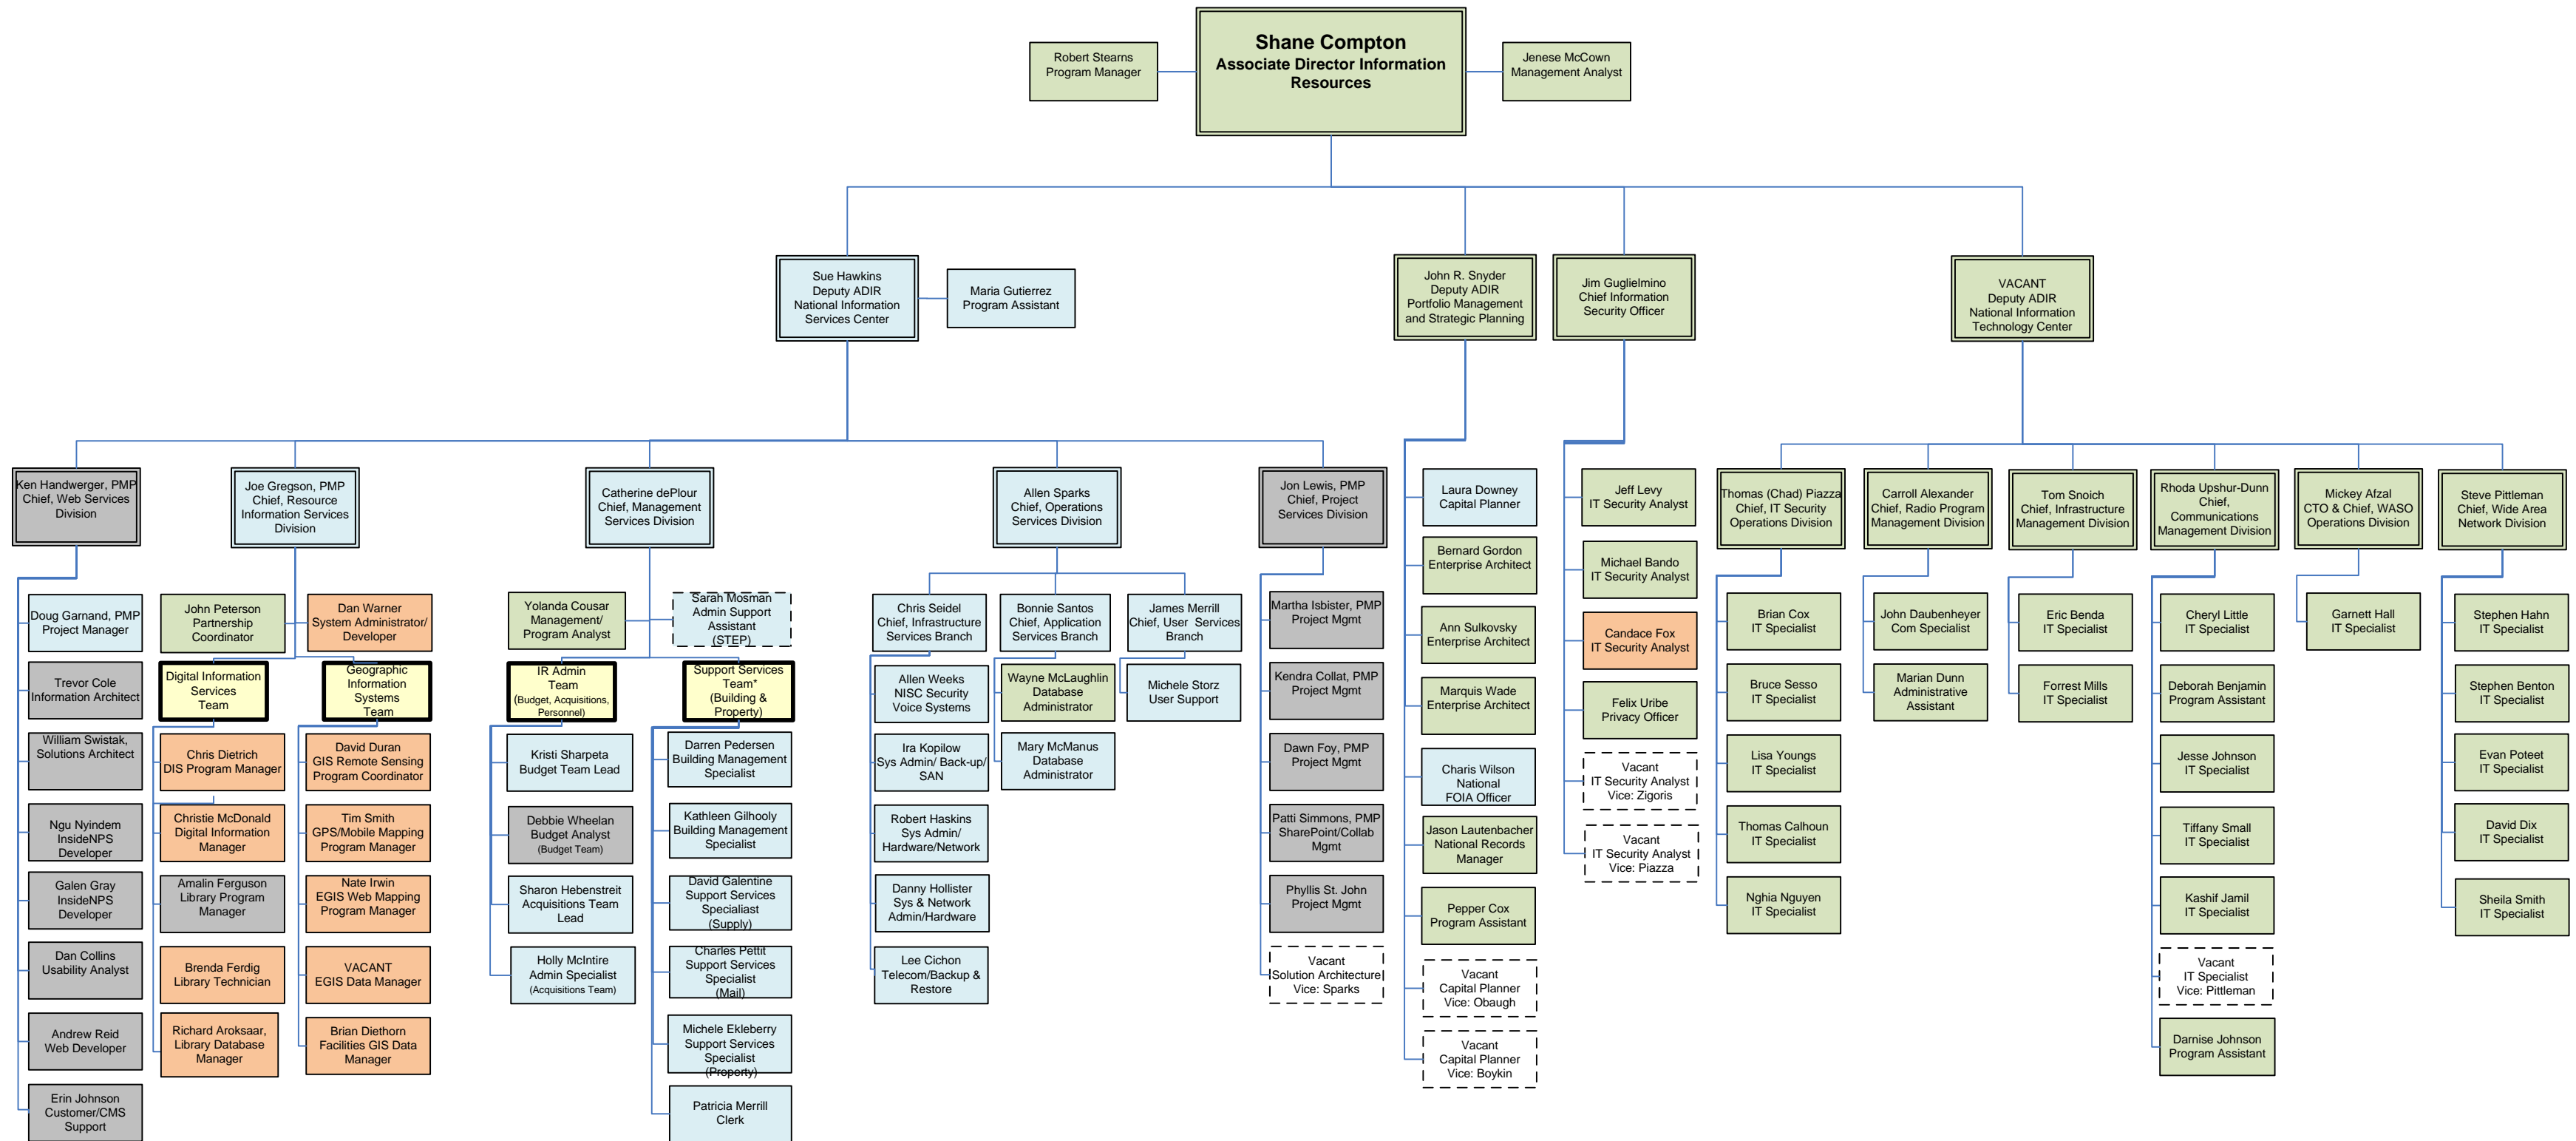 Shane Compton
Associate Director Information
Resources
Robert Stearns
Program Manager
Jenese McCown
Management Analyst
Sue Hawkins
Deputy ADIR
National Information
Services Center
Maria Gutierrez
Program Assistant
John R. Snyder
Deputy ADIR
Portfolio Management
and Strategic Planning
Jim Guglielmino
Chief Information
Security Officer
VACANT
Deputy ADIR
National Information
Technology Center
Ken Handwerger, PMP
Chief, Web Services
Division
Joe Gregson, PMP
Chief, Resource
Information Services
Division
Catherine dePlour
Chief, Management
Services Division
Allen Sparks
Chief, Operations
Services Division
Jon Lewis, PMP
Chief, Project
Services Division
Thomas (Chad) Piazza
Chief, IT Security
Operations Division
Carroll Alexander
Chief, Radio Program
Management Division
Tom Snoich
Chief, Infrastructure
Management Division
Rhoda Upshur-Dunn
Chief,
Communications
Management Division
Mickey Afzal
CTO & Chief, WASO
Operations Division
Steve Pittleman
Chief, Wide Area
Network Division
Doug Garnand, PMP
Project Manager
Trevor Cole
Information Architect
William Swistak,
Solutions Architect
Ngu Nyindem
InsideNPS
Developer
Galen Gray
InsideNPS
Developer
Dan Collins
Usability Analyst
Andrew Reid
Web Developer
Erin Johnson
Customer/CMS
Support
John Peterson
Partnership
Coordinator
Dan Warner
System Administrator/
Developer
Digital Information
Services
Team
Geographic
Information
Systems
Team
Chris Dietrich
DIS Program Manager
Christie McDonald
Digital Information
Manager
Amalin Ferguson
Library Program
Manager
Brenda Ferdig
Library Technician
Richard Aroksaar,
Library Database
Manager
David Duran
GIS Remote Sensing
Program Coordinator
Tim Smith
GPS/Mobile Mapping
Program Manager
Nate Irwin
EGIS Web Mapping
Program Manager
VACANT
EGIS Data Manager
Brian Diethorn
Facilities GIS Data
Manager
Yolanda Cousar
Management/
Program Analyst
Sarah Mosman
Admin Support
Assistant
(STEP)
IR Admin
Team
(Budget, Acquisitions,
Personnel)
Support Services
Team*
(Building &
Property)
Kristi Sharpeta
Budget Team Lead
Debbie Wheelan
Budget Analyst
(Budget Team)
Sharon Hebenstreit
Acquisitions Team
Lead
Holly McIntire
Admin Specialist
(Acquisitions Team)
Darren Pedersen
Building Management
Specialist
Kathleen Gilhooly
Building Management
Specialist
David Galentine
Support Services
Specialiast
(Supply)
Charles Pettit
Support Services
Specialist
(Mail)
Michele Ekleberry
Support Services
Specialist
(Property)
Patricia Merrill
Clerk
Chris Seidel
Chief, Infrastructure
Services Branch
Bonnie Santos
Chief, Application
Services Branch
James Merrill
Chief, User Services
Branch
Allen Weeks
NISC Security
Voice Systems
Ira Kopilow
Sys Admin/ Back-up/
SAN
Robert Haskins
Sys Admin/
Hardware/Network
Danny Hollister
Sys & Network
Admin/Hardware
Lee Cichon
Telecom/Backup &
Restore
Wayne McLaughlin
Database
Administrator
Mary McManus
Database
Administrator
Michele Storz
User Support
Martha Isbister, PMP
Project Mgmt
Kendra Collat, PMP
Project Mgmt
Dawn Foy, PMP
Project Mgmt
Patti Simmons, PMP
SharePoint/Collab
Mgmt
Phyllis St. John
Project Mgmt
Vacant
Solution Architecture
Vice: Sparks
Laura Downey
Capital Planner
Bernard Gordon
Enterprise Architect
Ann Sulkovsky
Enterprise Architect
Marquis Wade
Enterprise Architect
Charis Wilson
National
FOIA Officer
Jason Lautenbacher
National Records
Manager
Pepper Cox
Program Assistant
Vacant
Capital Planner
Vice: Obaugh
Vacant
Capital Planner
Vice: Boykin
Jeff Levy
IT Security Analyst
Michael Bando
IT Security Analyst
Candace Fox
IT Security Analyst
Felix Uribe
Privacy Officer
Vacant
IT Security Analyst
Vice: Zigoris
Vacant
IT Security Analyst
Vice: Piazza
Brian Cox
IT Specialist
Bruce Sesso
IT Specialist
Lisa Youngs
IT Specialist
Thomas Calhoun
IT Specialist
Nghia Nguyen
IT Specialist
John Daubenheyer
Com Specialist
Marian Dunn
Administrative
Assistant
Eric Benda
IT Specialist
Forrest Mills
IT Specialist
Cheryl Little
IT Specialist
Deborah Benjamin
Program Assistant
Jesse Johnson
IT Specialist
Tiffany Small
IT Specialist
Kashif Jamil
IT Specialist
Vacant
IT Specialist
Vice: Pittleman
Darnise Johnson
Program Assistant
Garnett Hall
IT Specialist
Stephen Hahn
IT Specialist
Stephen Benton
IT Specialist
Evan Poteet
IT Specialist
David Dix
IT Specialist
Sheila Smith
IT Specialist